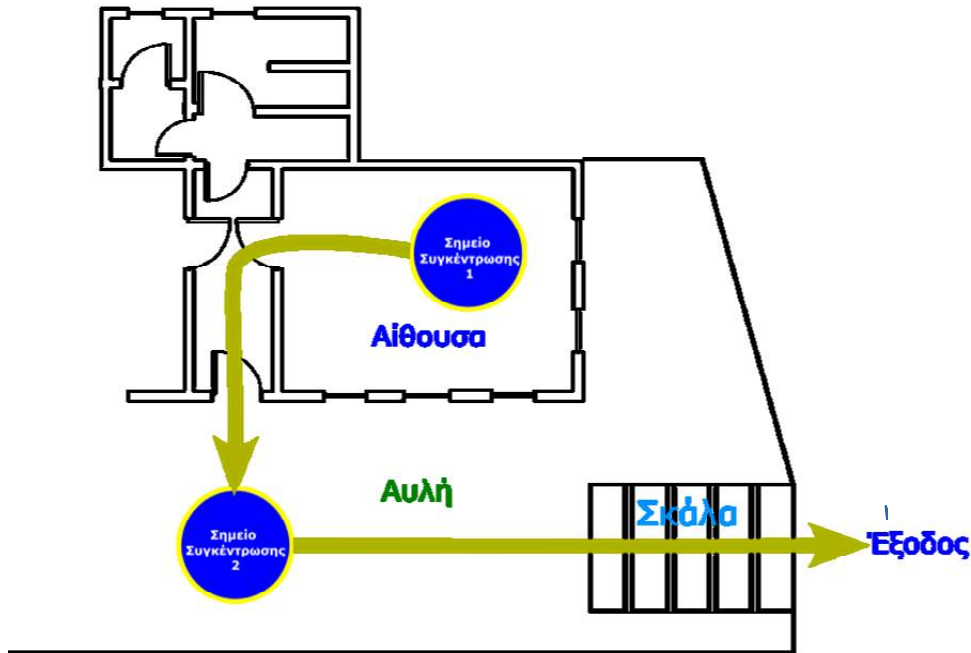 Σημείο
Συγκέντρωσης
1
Αίθουσα
Αυλή
Σκάλα
Έξοδος
Σημείο
Συγκέντρωσης
2